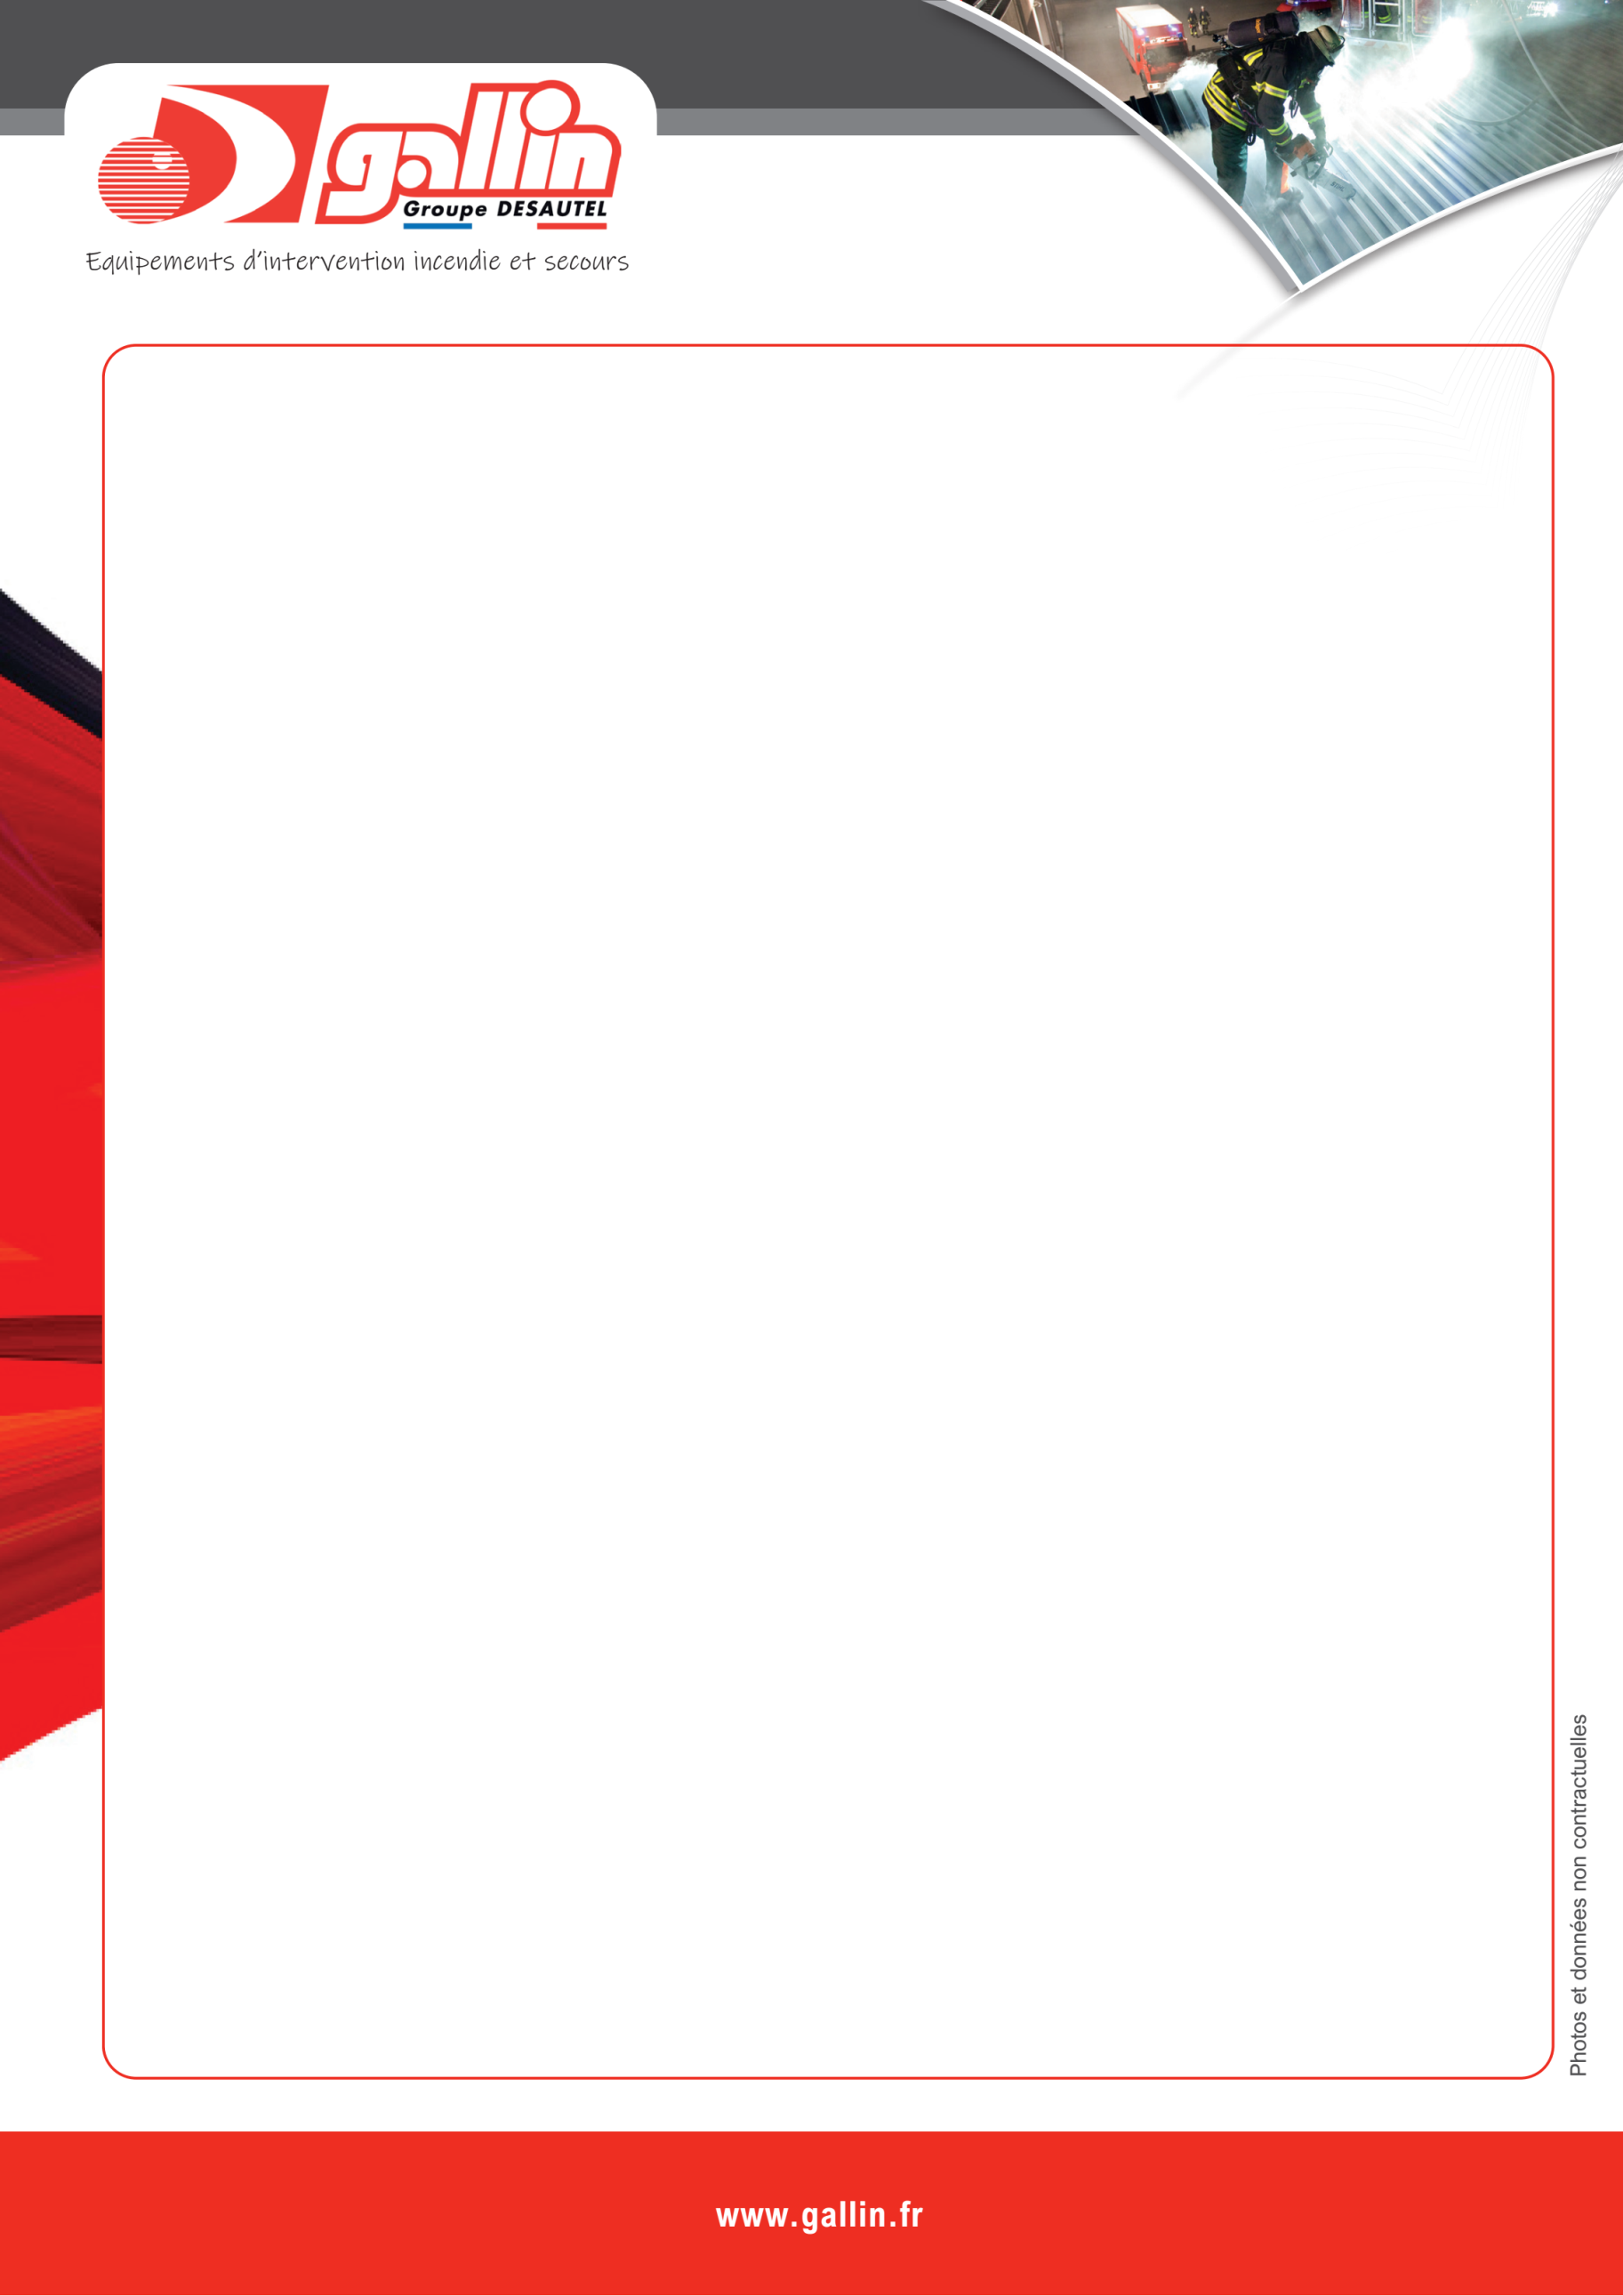 gallin
Groupe DESAUTEL
Equipements d'intervention incendie et secours
Photos et données non contractuelles
www.gallin.fr